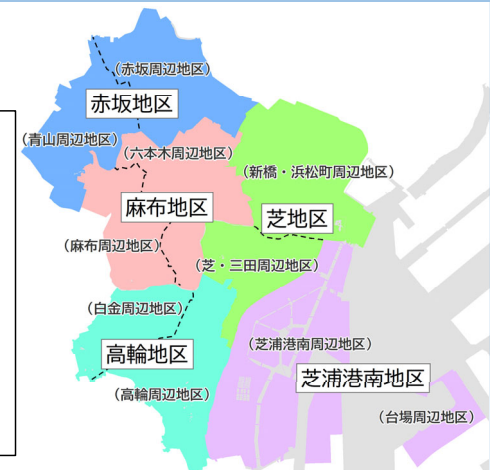 （赤坂周辺地区）
赤坂地区
（青山周辺地区）
（六本木周辺地区）
（新橋・浜松町周辺地区）
麻布地区
芝地区
（麻布周辺地区）
（芝・三田周辺地区）
（白金周辺地区）
（芝浦港南周辺地区）
高輪地区
芝浦港南地区
（高輪周辺地区）
（台場周辺地区）